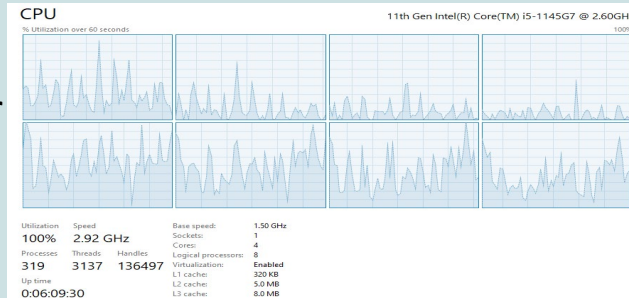 CPU
11th Gen Intel(R) Core(TM) i5-1145G7 @ 2.60GH
% Utilization over 60 seconds
100%
Utilization Speed
100% 2.92 GHz
Processes Threads Handles
319 3137 136497
Up time
0:06:09:30
Base speed: 1.50 GHz
Sockets: 1
Cores: 4
Logical processors: 8
Virtualization: Enabled
L1 cache: 320 KB
L2 cache: 5.0 MB
L3 cache: 8.0 MB